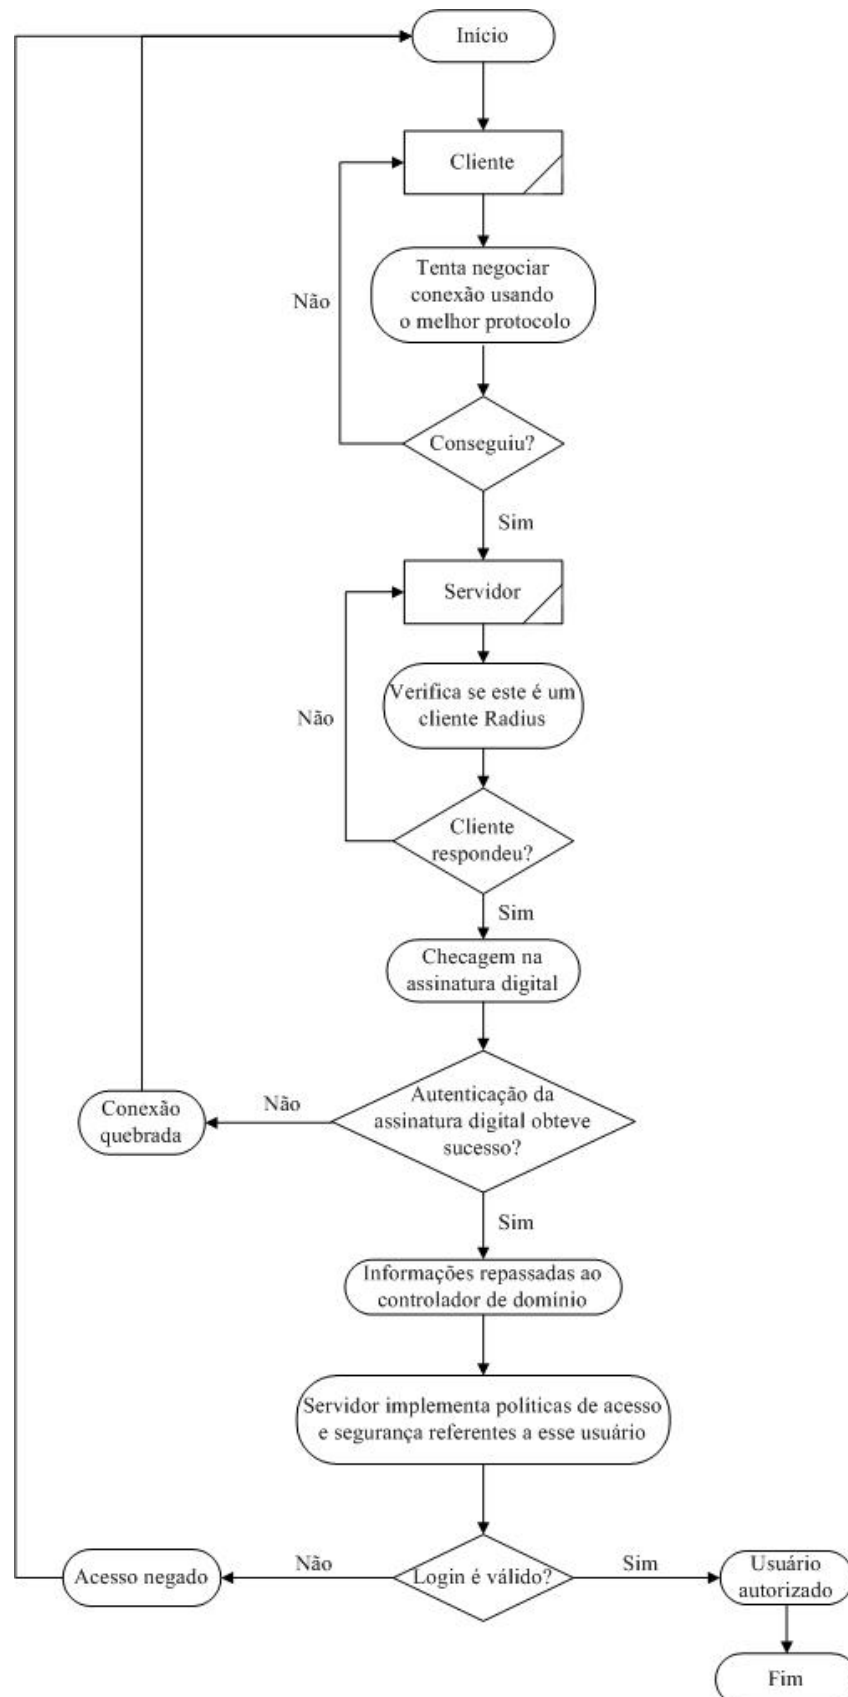 Início
Cliente
Tenta negociar
conexão usando
o melhor protocolo
Não
Conseguiu?
Sim
Servidor
Verifica se este é um
cliente Radius
Não
Cliente
respondeu?
Sim
Checagem na
assinatura digital
Autenticação da
assinatura digital obteve
sucesso?
Não
Conexão
quebrada
Sim
Informações repassadas ao
controlador de domínio
Servidor implementa políticas de acesso
e segurança referentes a esse usuário
Login é válido?
Não
Acesso negado
Sim
Usuário
autorizado
Fim